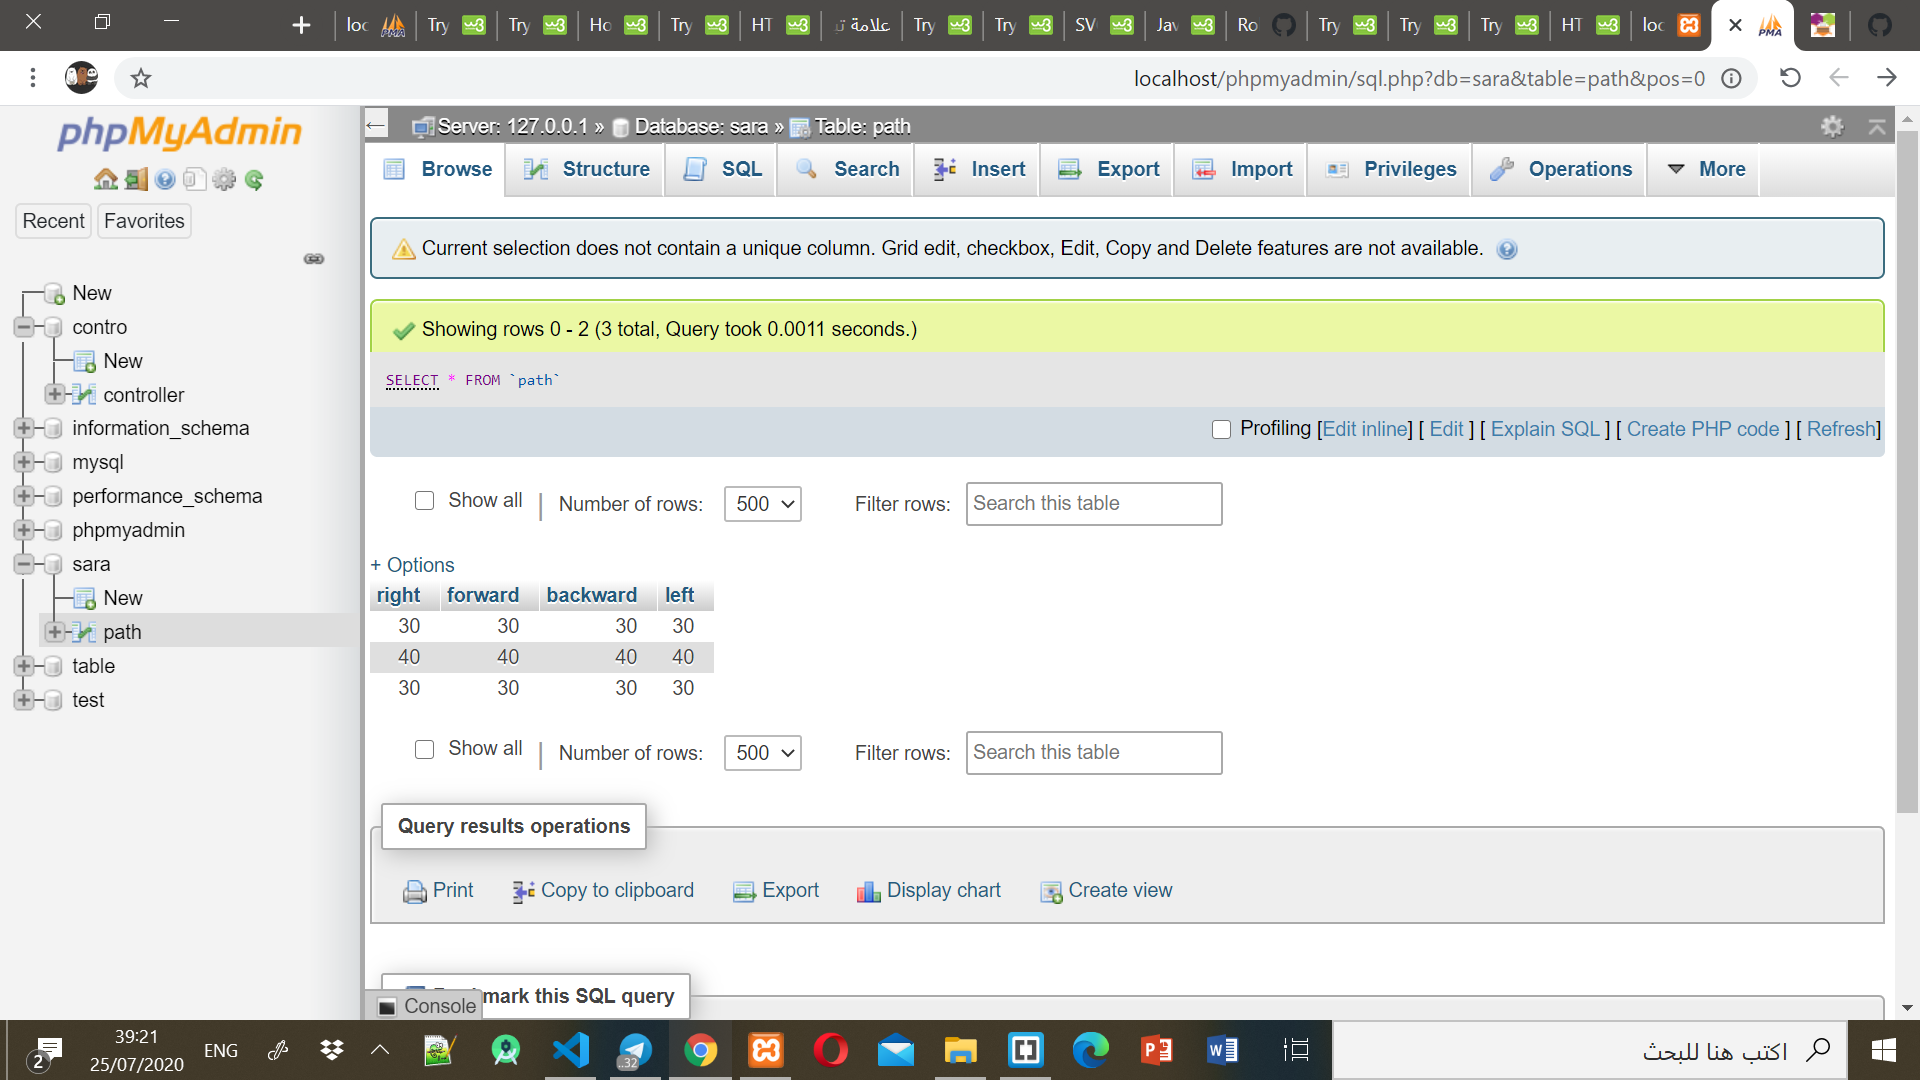 loc Try Try Ho Try HT علامة ت Try Try SV Jav Ro Try Try Try HT loc
localhost/phpmyadmin/sql.php?db=sara&table=path&pos=0
phpMyAdmin
Recent Favorites
New
contro
New
controller
information_schema
mysql
performance_schema
phpmyadmin
sara
New
path
table
test
Server: 127.0.0.1 » Database: sara » Table: path
Browse Structure SQL Search Insert Export Import Privileges Operations More
Current selection does not contain a unique column. Grid edit, checkbox, Edit, Copy and Delete features are not available.
Showing rows 0 - 2 (3 total, Query took 0.0011 seconds.)
SELECT * FROM `path`
Profiling [Edit inline] [ Edit ] [ Explain SQL ] [ Create PHP code ] [ Refresh]
Show all | Number of rows: 500 Filter rows: Search this table
+ Options
right forward backward left
30 30 30 30
40 40 40 40
30 30 30 30
Show all | Number of rows: 500 Filter rows: Search this table
Query results operations
Print Copy to clipboard Export Display chart Create view
mark this SQL query
Console
2 39:21 ENG 32
25/07/2020
اكتب هنا للبحث